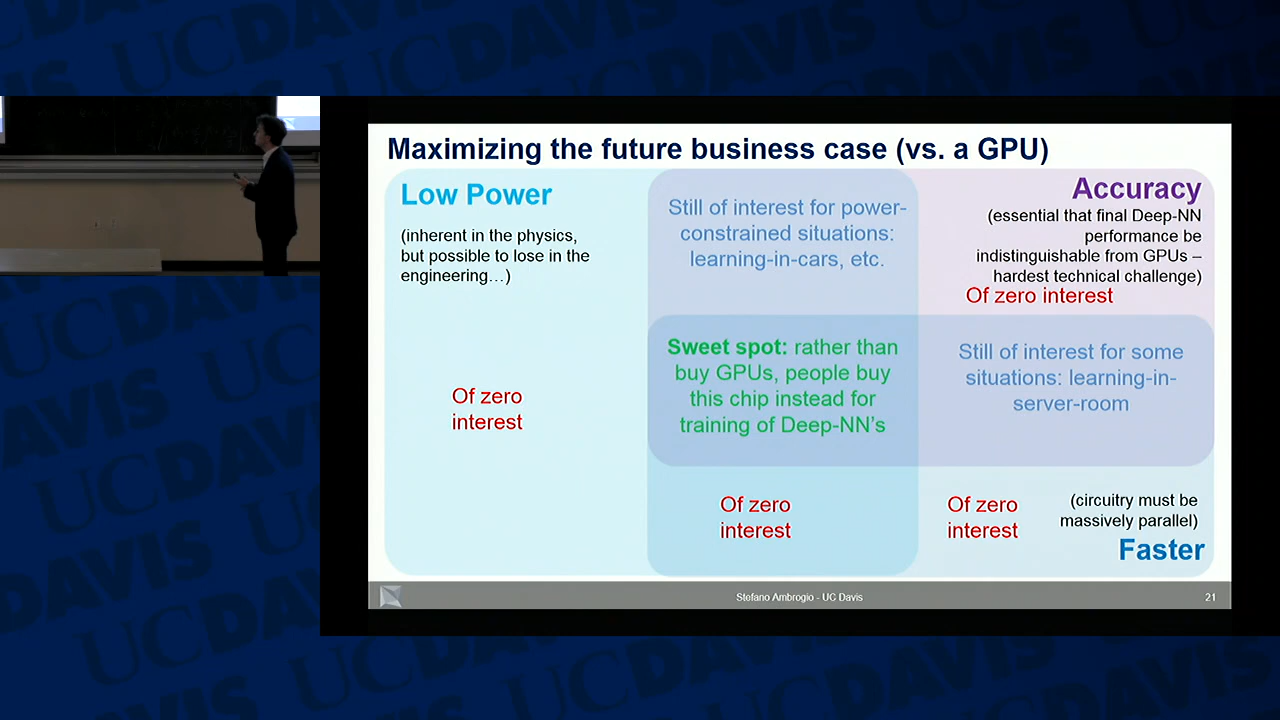 Maximizing the future business case (vs. a GPU)
Low Power
(inherent in the physics,
but possible to lose in the
engineering…)
Still of interest for power-
constrained situations:
learning-in-cars, etc.
Accuracy
(essential that final Deep-NN
performance be
indistinguishable from GPUs –
hardest technical challenge)
Of zero interest
Of zero
interest
Sweet spot: rather than
buy GPUs, people buy
this chip instead for
training of Deep-NN's
Still of interest for some
situations: learning-in-
server-room
Of zero
interest
Of zero
interest
(circuitry must be
massively parallel)
Faster
Stefano Ambrogio - UC Davis
21
UCDAVIS
UCDAVIS
UCDAVIS
UCDAVIS